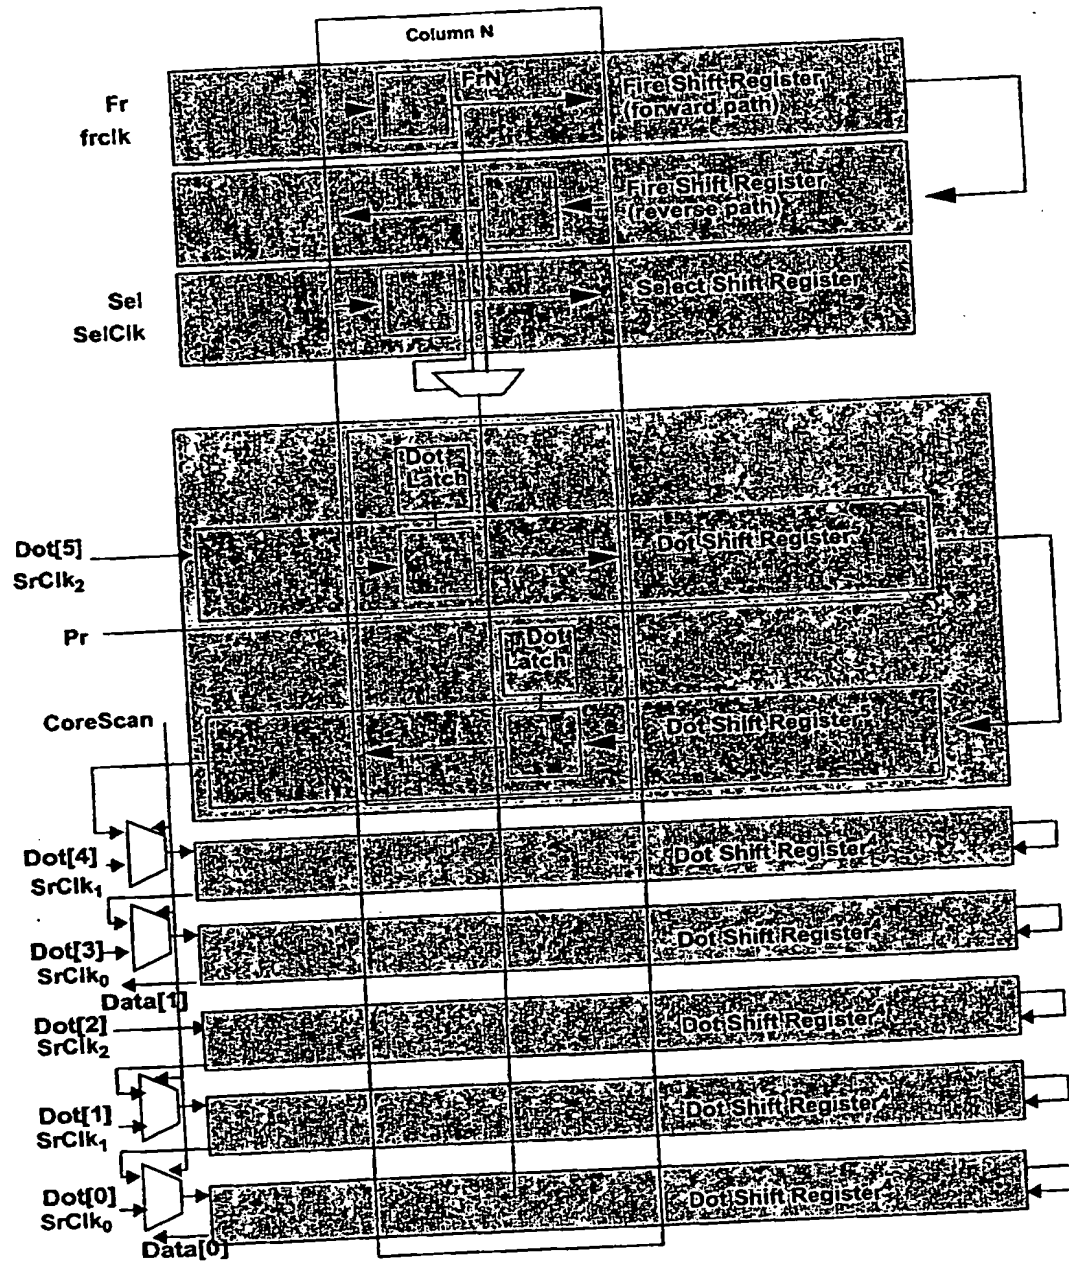 Column N
Fr
frclk
FrN
Fire Shift Register
(forward path)
Fire Shift Register
(reverse path)
Sel
SelClk
Select Shift Register
Dot
Latch
Dot[5]
SrClk2
Dot Shift Register
Pr
Dot
Latch
CoreScan
Dot Shift Register
Dot[4]
SrClk1
Dot Shift Register
Dot[3]
SrClk0
Data[1]
Dot Shift Register
Dot[2]
SrClk2
Dot Shift Register
Dot[1]
SrClk1
Dot Shift Register
Dot[0]
SrClk0
Data[0]
Dot Shift Register